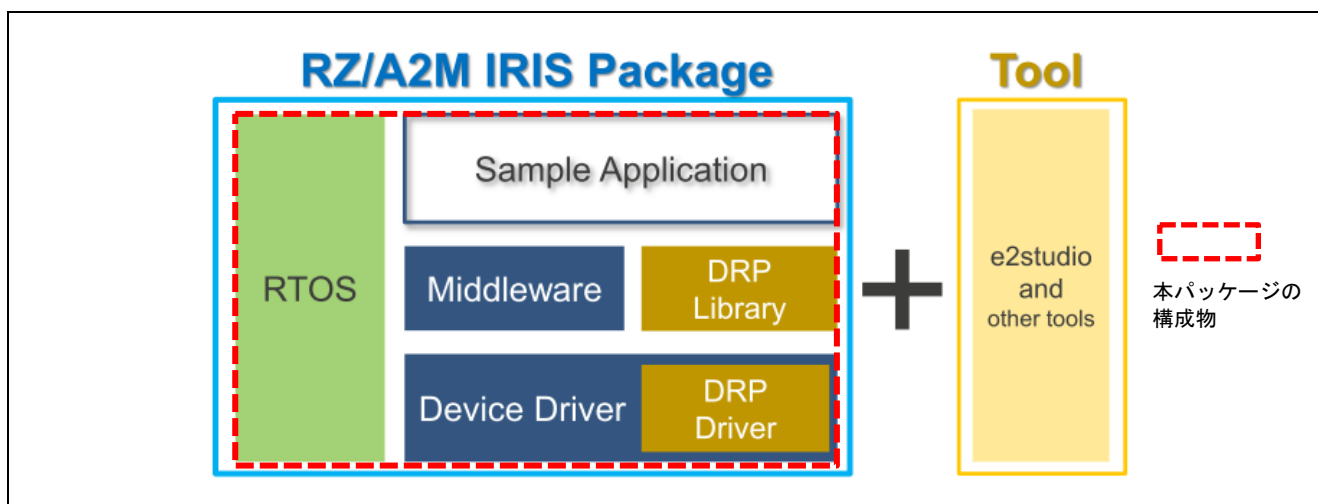 RZ/A2M IRIS Package
Tool
Sample Application
RTOS
Middleware
DRP
Library
Device Driver
DRP
Driver
+
e2studio
and
other tools
本パッケージの
構成物